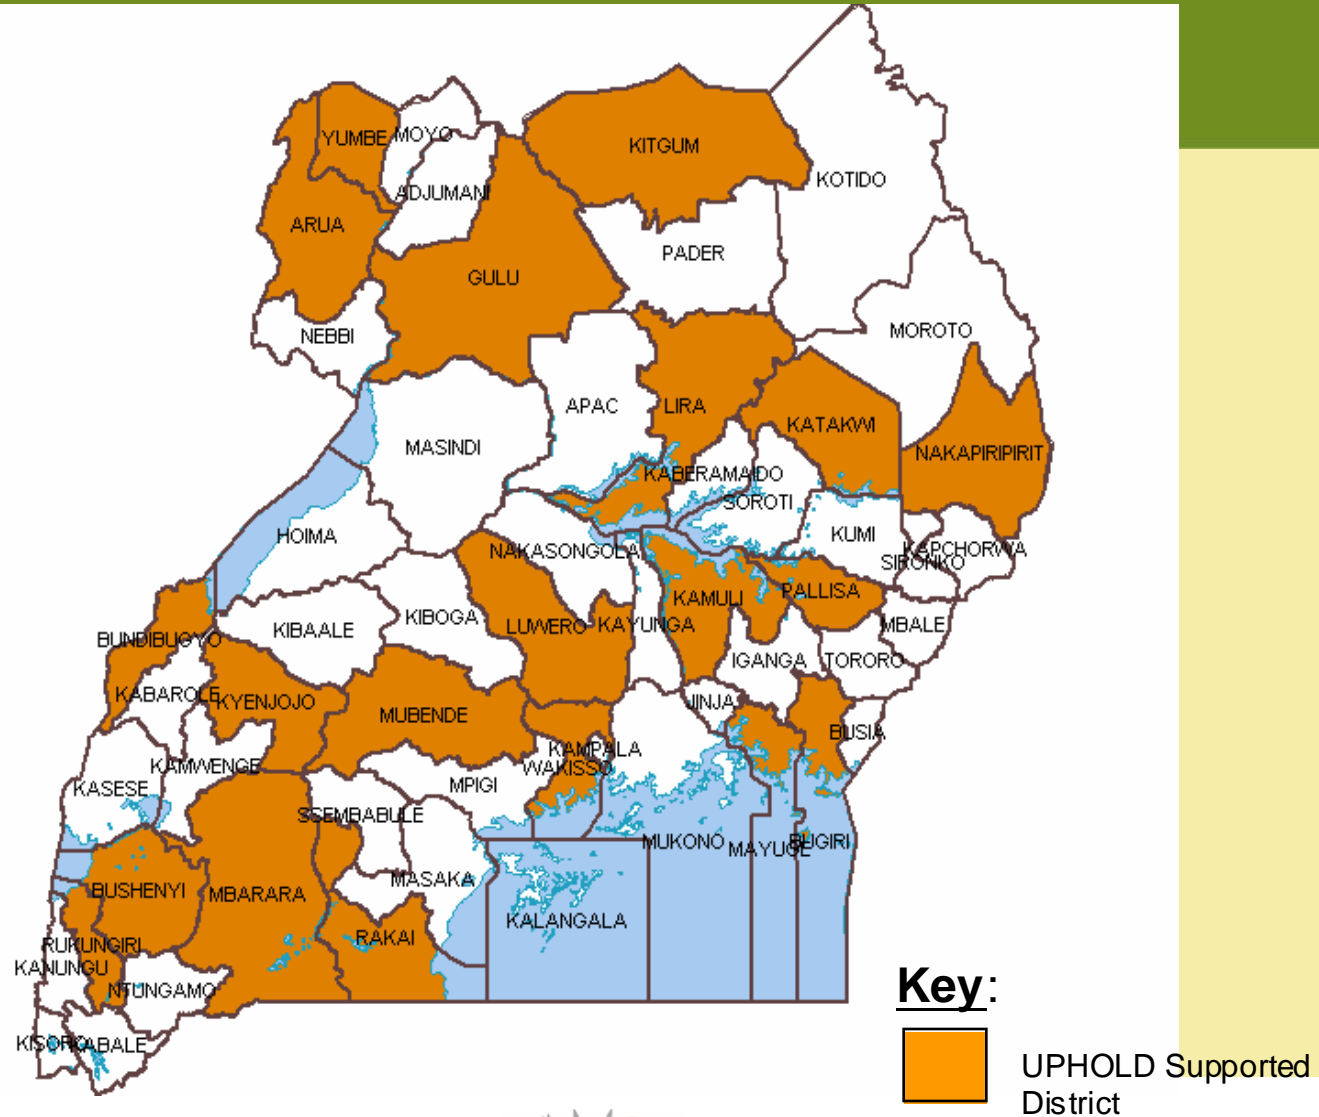 YUMBE
MOYO
KITGUM
KOTIDO
ADJUMANI
ARUA
PADER
GULU
MOROTO
NEBBI
APAC
LIRA
KATAKWI
MASINDI
NAKAPIRIPIRIT
KABERAMAIDO
SOROTI
HOIMA
KUMI
NAKASONGOLA
KAPCHORWA
SIRONKO
PALLISA
KAMULI
KIBOGA
LUWERO
KAYUNGA
MBALE
KIBAALE
BUNDIBUGYO
IGANGA
TORORO
KABAROLE
KYENJOJO
JINJA
MUBENDE
BUSIA
KAMPALA
KAMWENGE
WAKISSO
KASESE
MPIGI
SSEMBABULE
MUKONO
MAYUGE
BUGIRI
MASAKA
BUSHENYI
MBARARA
KALANGALA
RAKAI
RUKUNGIRI
KANUNGU
NTUNGAMO
KISORO
KABALE
Key:
UPHOLD Supported
District